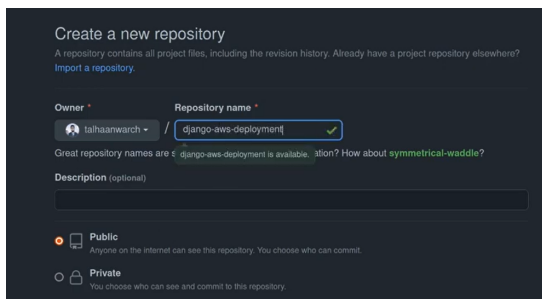 Create a new repository
A repository contains all project files, including the revision history. Already have a project repository elsewhere?
Import a repository.
Owner * Repository name *
talhaanwarch / django-aws-deployment
Great repository names are s django-aws-deployment is available. ation? How about symmetrical-waddle?
Description (optional)
Public
Anyone on the internet can see this repository. You choose who can commit.
Private
You choose who can see and commit to this repository.